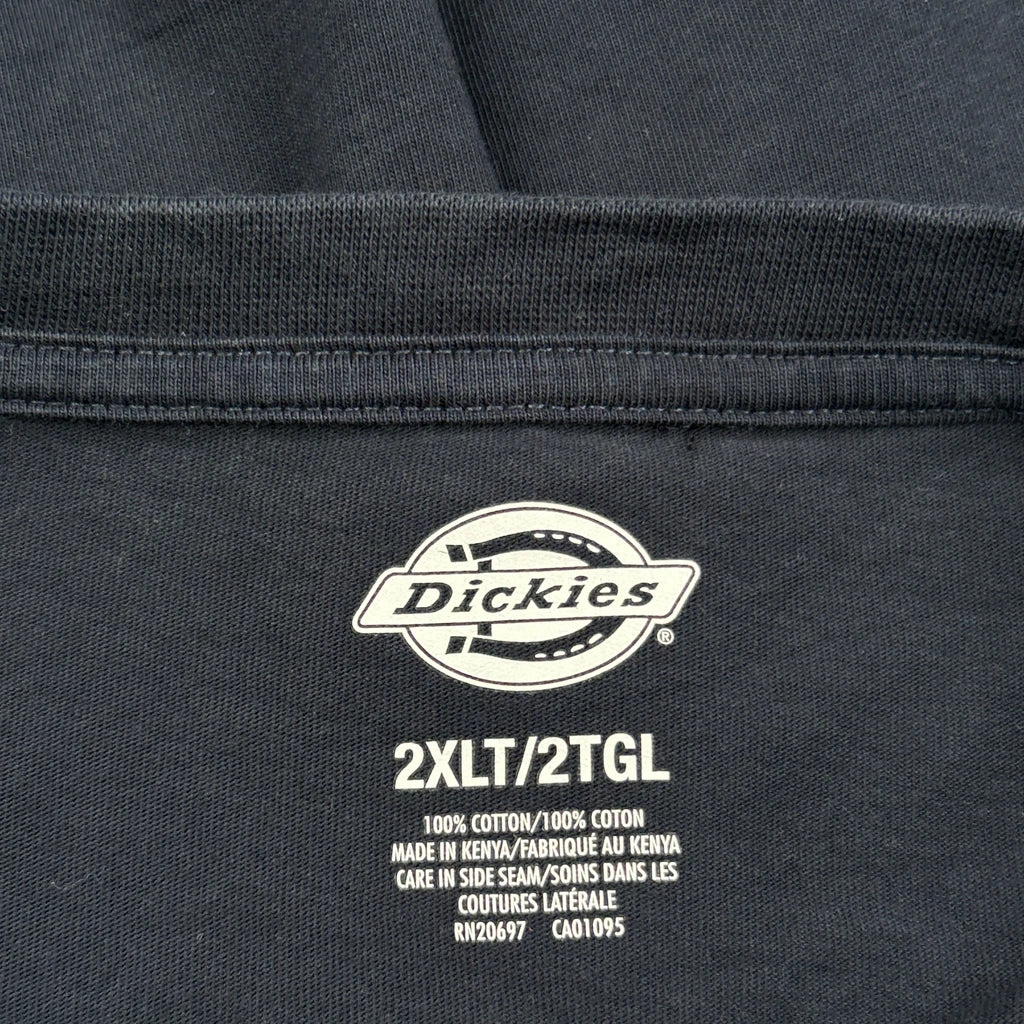 Dickies
®
2XLT/2TGL
100% COTTON/100% COTON
MADE IN KENYA/FABRIQUÉ AU KENYA
CARE IN SIDE SEAM/SOINS DANS LES
COUTURES LATÉRALE
RN20697 CA01095